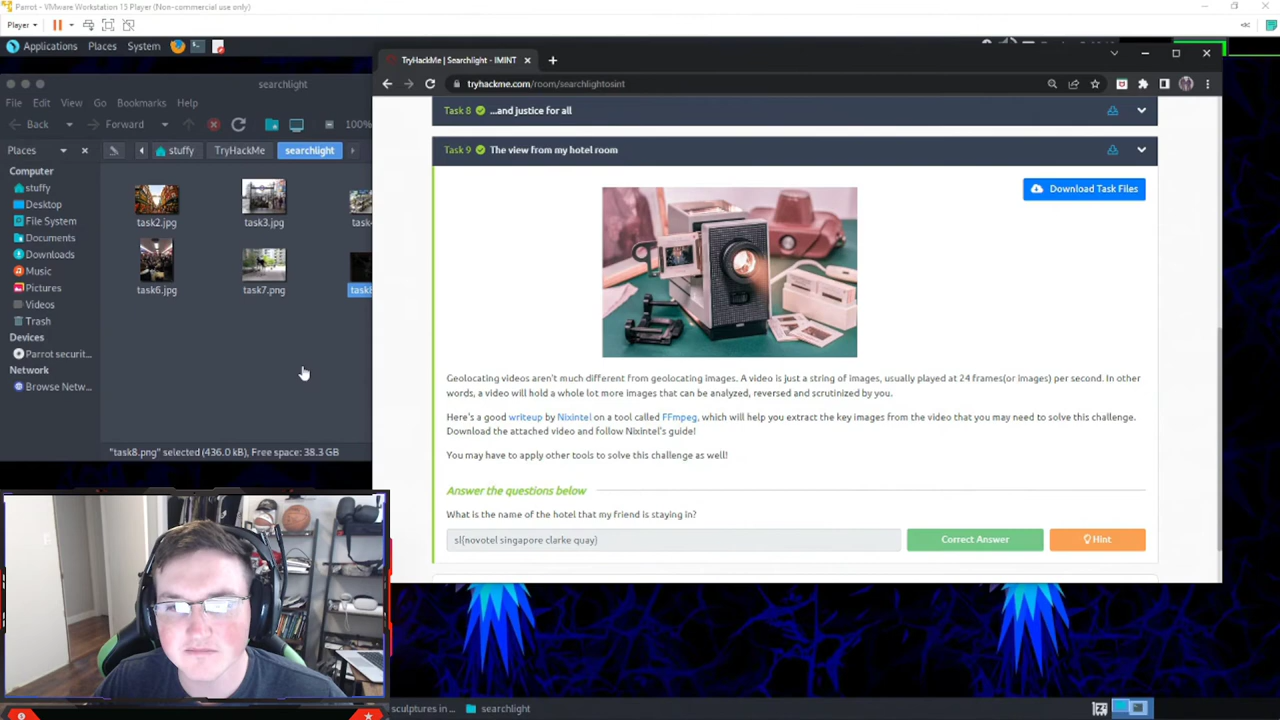 Parrot - VMware Workstation 15 Player (Non-commercial use only)
Player
Applications Places System
searchlight
File Edit View Go Bookmarks Help
Back Forward 100%
Places stuffy TryHackMe searchlight
Computer
stuffy
Desktop
File System
Documents
Downloads
Music
Pictures
Videos
Trash
Devices
Parrot securit...
Network
Browse Netw...
task2.jpg task3.jpg task
task6.jpg task7.png task
"task8.png" selected (436.0 kB), Free space: 38.3 GB
TryHackMe | Searchlight - IMINT
tryhackme.com/room/searchlightosint
Task 8 ...and justice for all
Task 9 The view from my hotel room
Download Task Files
Geolocating videos aren't much different from geolocating images. A video is just a string of images, usually played at 24 frames(or images) per second. In other
words, a video will hold a whole lot more images that can be analyzed, reversed and scrutinized by you.
Here's a good writeup by Nixintel on a tool called FFmpeg, which will help you extract the key images from the video that you may need to solve this challenge.
Download the attached video and follow Nixintel's guide!
You may have to apply other tools to solve this challenge as well!
Answer the questions below
What is the name of the hotel that my friend is staying in?
sl{novotel singapore clarke quay}
Correct Answer Hint
sculptures in ... searchlight